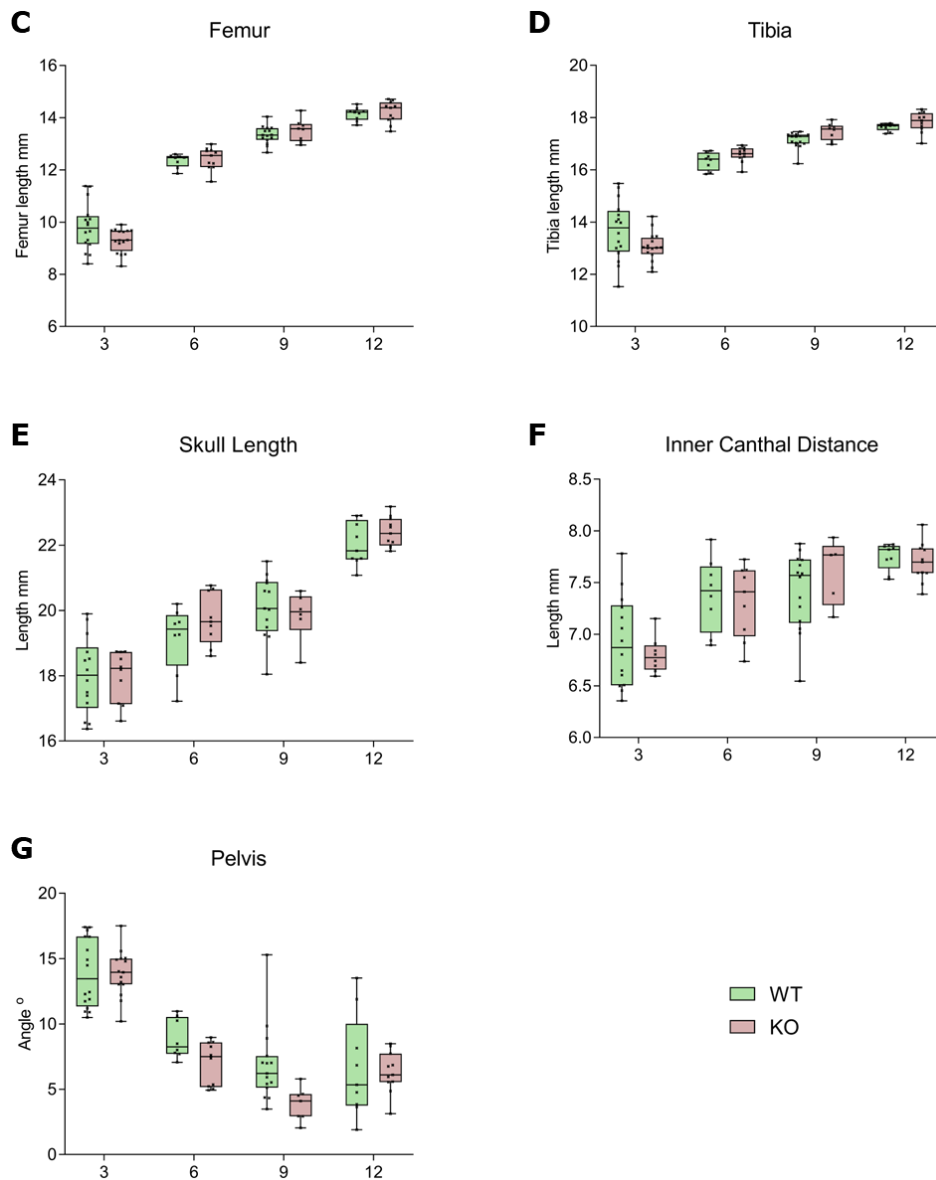 C
Femur
Femur length mm
16
14
12
10
8
6
3 6 9 12
D
Tibia
Tibia length mm
20
18
16
14
12
10
3 6 9 12
E
Skull Length
Length mm
24
22
20
18
16
3 6 9 12
F
Inner Canthal Distance
Length mm
8.5
8.0
7.5
7.0
6.5
6.0
3 6 9 12
G
Pelvis
Angle º
20
15
10
5
0
3 6 9 12
WT
KO